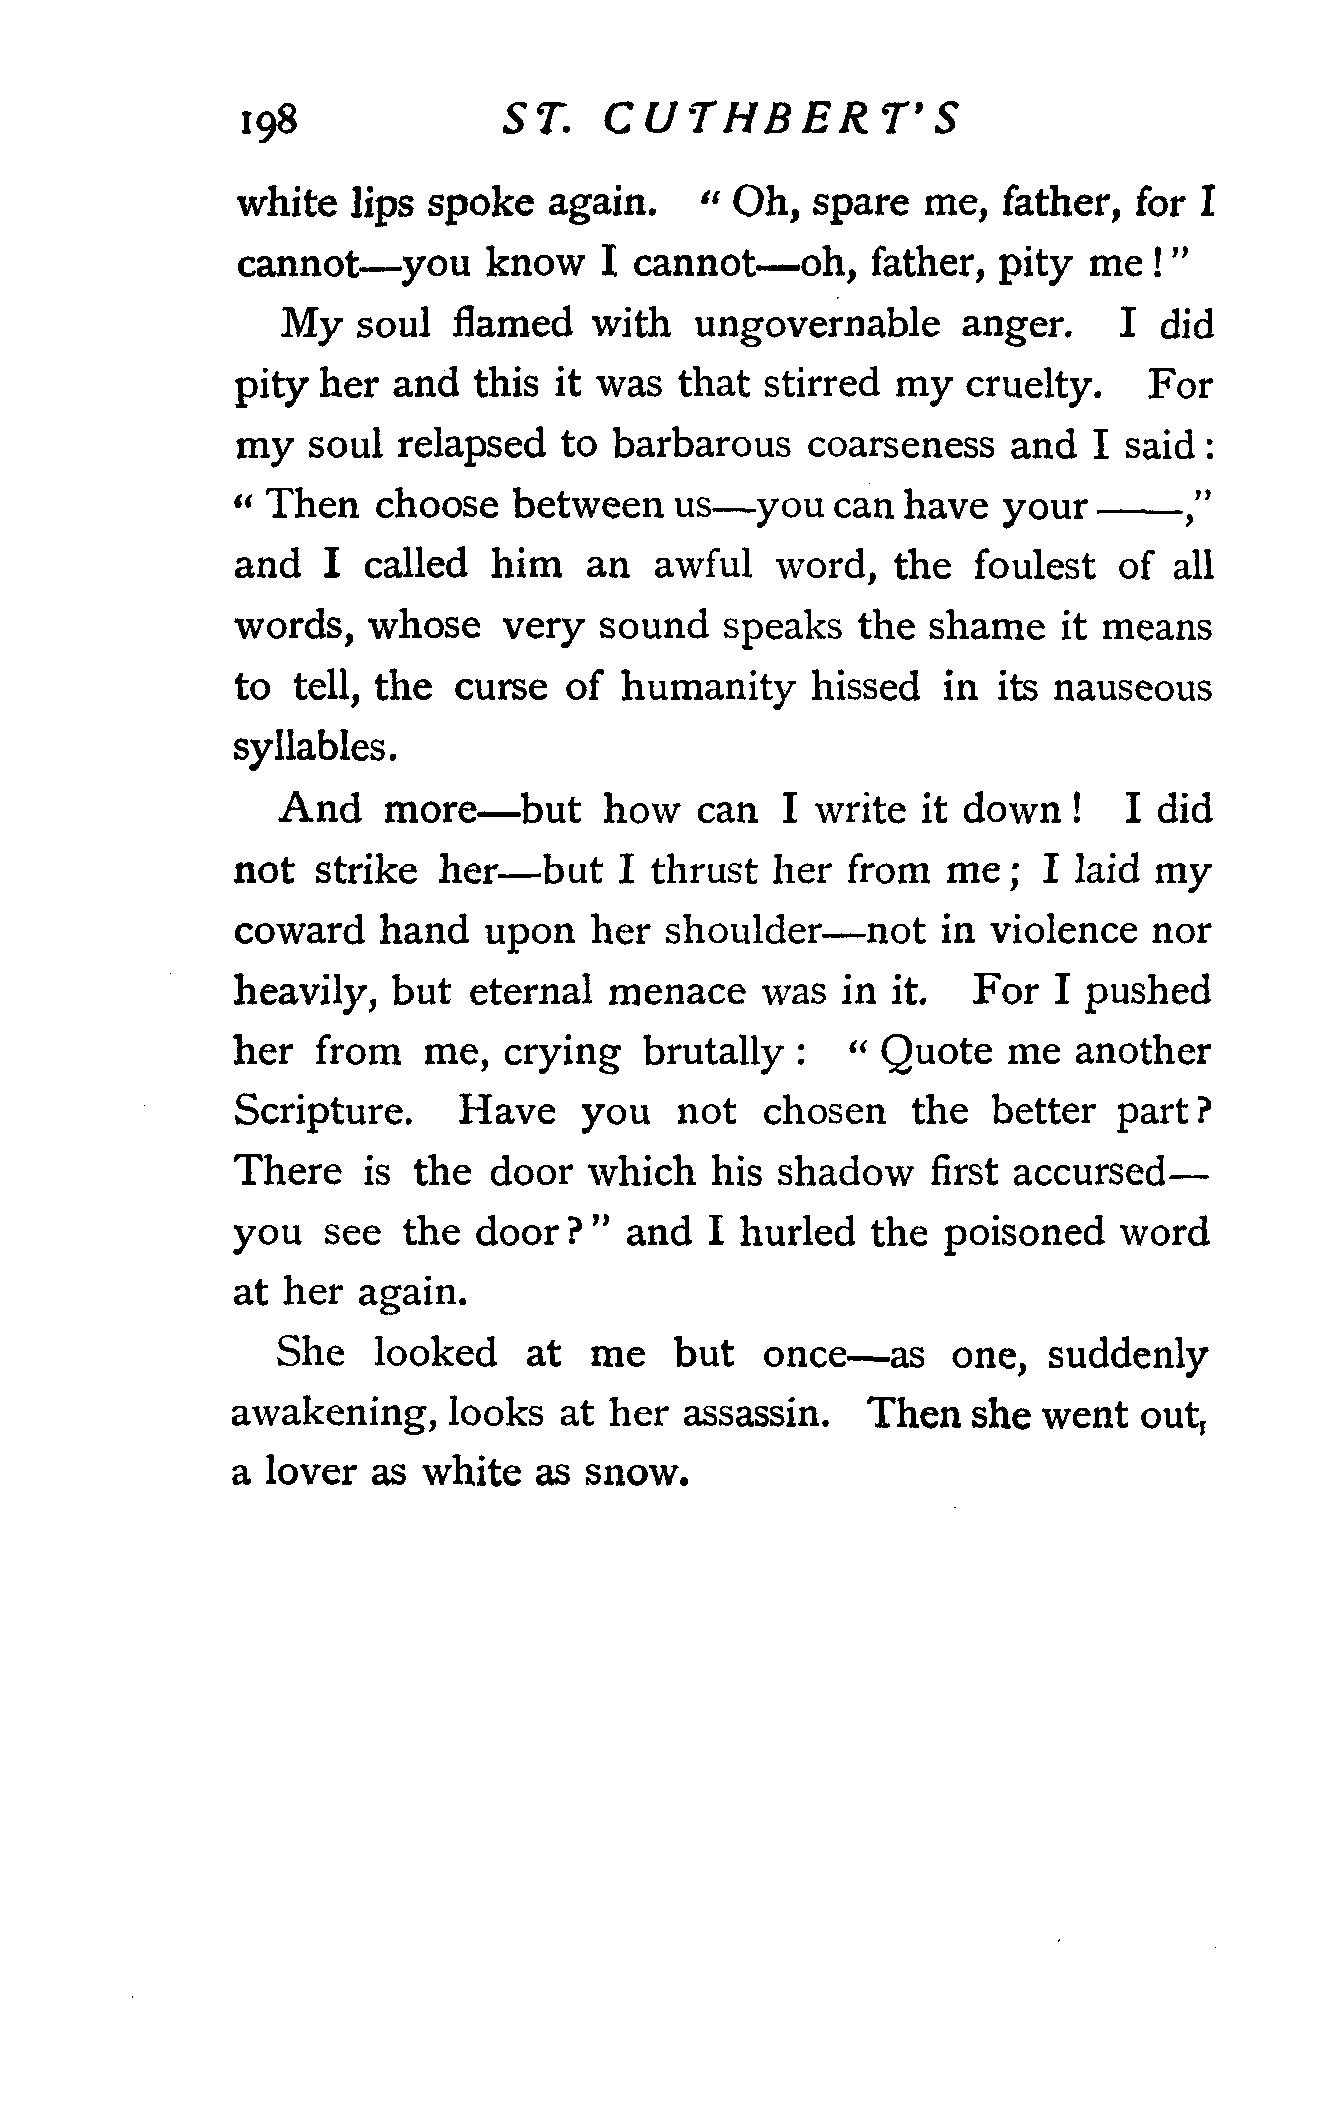 198 ST. CUTHBERT'S
white lips spoke again. " Oh, spare me, father, for I
cannot—you know I cannot—oh, father, pity me ! "
My soul flamed with ungovernable anger. I did
pity her and this it was that stirred my cruelty. For
my soul relapsed to barbarous coarseness and I said :
" Then choose between us—you can have your ——,"
and I called him an awful word, the foulest of all
words, whose very sound speaks the shame it means
to tell, the curse of humanity hissed in its nauseous
syllables.
And more—but how can I write it down ! I did
not strike her—but I thrust her from me ; I laid my
coward hand upon her shoulder—not in violence nor
heavily, but eternal menace was in it. For I pushed
her from me, crying brutally : " Quote me another
Scripture. Have you not chosen the better part ?
There is the door which his shadow first accursed—
you see the door ? " and I hurled the poisoned word
at her again.
She looked at me but once—as one, suddenly
awakening, looks at her assassin. Then she went out,
a lover as white as snow.